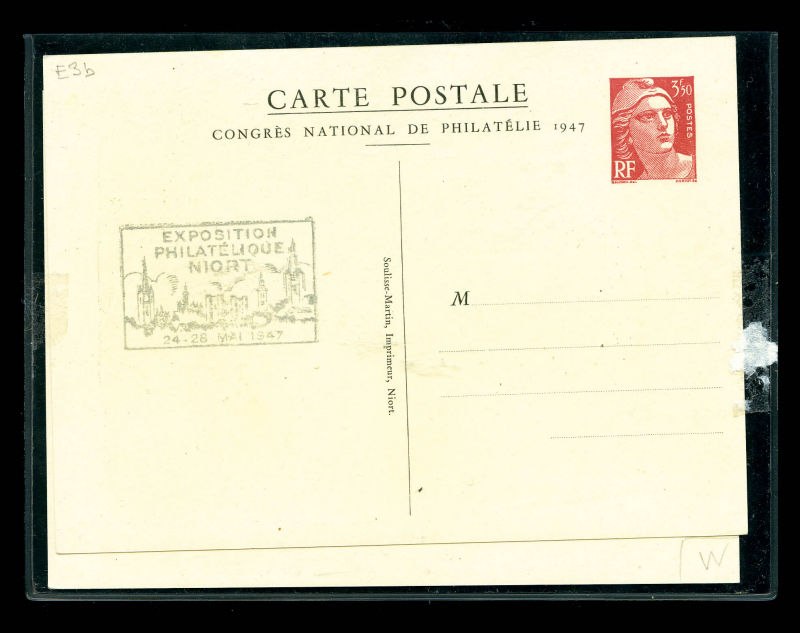 E3b
CARTE POSTALE
CONGRÈS NATIONAL DE PHILATÉLIE 1947
3F50
POSTES
RF
EXPOSITION
PHILATÉLIQUE
NIORT
24-28 MAI 1947
Soulisse-Martin, Imprimeur, Niort.
M
W